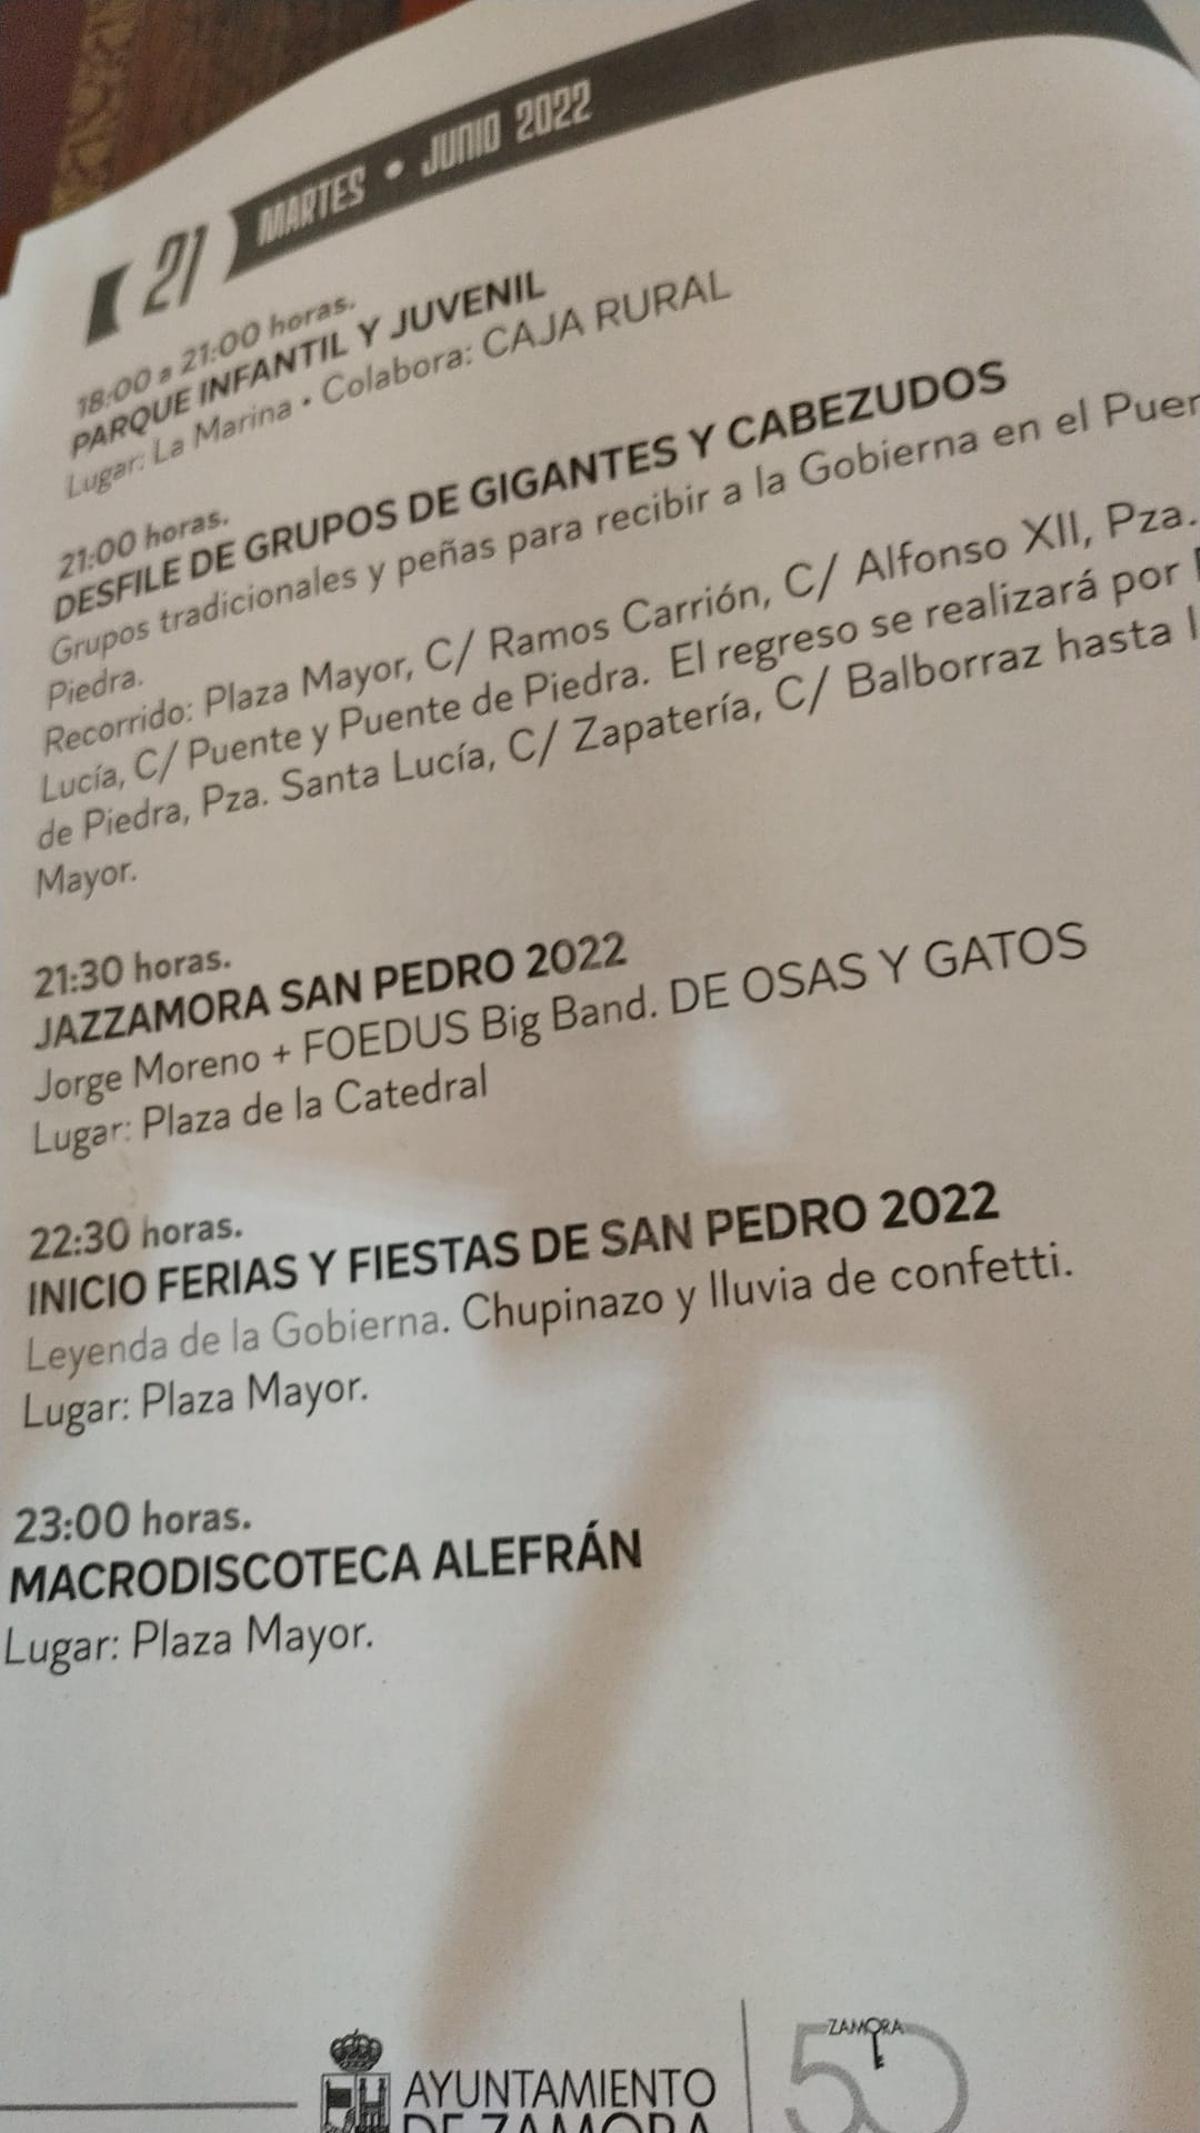 21 MARTES • JUNIO 2022
18:00 a 21:00 horas.
PARQUE INFANTIL Y JUVENIL
Lugar: La Marina • Colabora: CAJA RURAL
21:00 horas.
DESFILE DE GRUPOS DE GIGANTES Y CABEZUDOS
Grupos tradicionales y peñas para recibir a la Gobierna en el
Piedra.
Recorrido: Plaza Mayor, C/ Ramos Carrión, C/ Alfonso XII, Pza.
Lucía, C/ Puente y Puente de Piedra. El regreso se realizará por
de Piedra, Pza. Santa Lucía, C/ Zapatería, C/ Balborraz hasta
Mayor.
21:30 horas.
JAZZAMORA SAN PEDRO 2022
Jorge Moreno + FOEDUS Big Band. DE OSAS Y GATOS
Lugar: Plaza de la Catedral
22:30 horas.
INICIO FERIAS Y FIESTAS DE SAN PEDRO 2022
Leyenda de la Gobierna. Chupinazo y lluvia de confetti.
Lugar: Plaza Mayor.
23:00 horas.
MACRODISCOTECA ALEFRÁN
Lugar: Plaza Mayor.
AYUNTAMIENTO
DE ZAMORA
ZAMORA
50